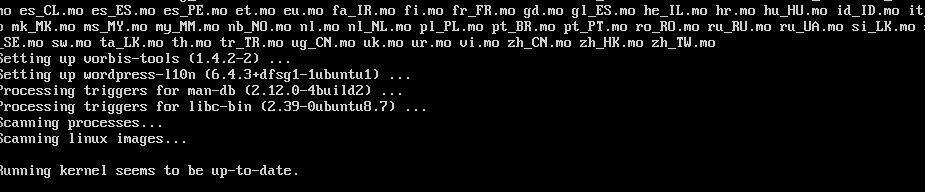 mo es_CL.mo es_ES.mo es_PE.mo et.mo eu.mo fa_IR.mo fi.mo fr_FR.mo gd.mo gl_ES.mo he_IL.mo hr.mo hu_HU.mo id_ID.mo it
o mk_MK.mo ms_MY.mo my_MM.mo nb_NO.mo nl.mo nl_NL.mo pl_PL.mo pt_BR.mo pt_PT.mo ro_RO.mo ru_RU.mo ru_UA.mo si_LK.mo
_SE.mo sw.mo ta_LK.mo th.mo tr_TR.mo ug_CN.mo uk.mo ur.mo vi.mo zh_CN.mo zh_HK.mo zh_TW.mo
Setting up vorbis-tools (1.4.2-2) ...
Setting up wordpress-l10n (6.4.3+dfsg1-1ubuntu1) ...
Processing triggers for man-db (2.12.0-4build2) ...
Processing triggers for libc-bin (2.39-0ubuntu8.7) ...
Scanning processes...
Scanning linux images...
Running kernel seems to be up-to-date.